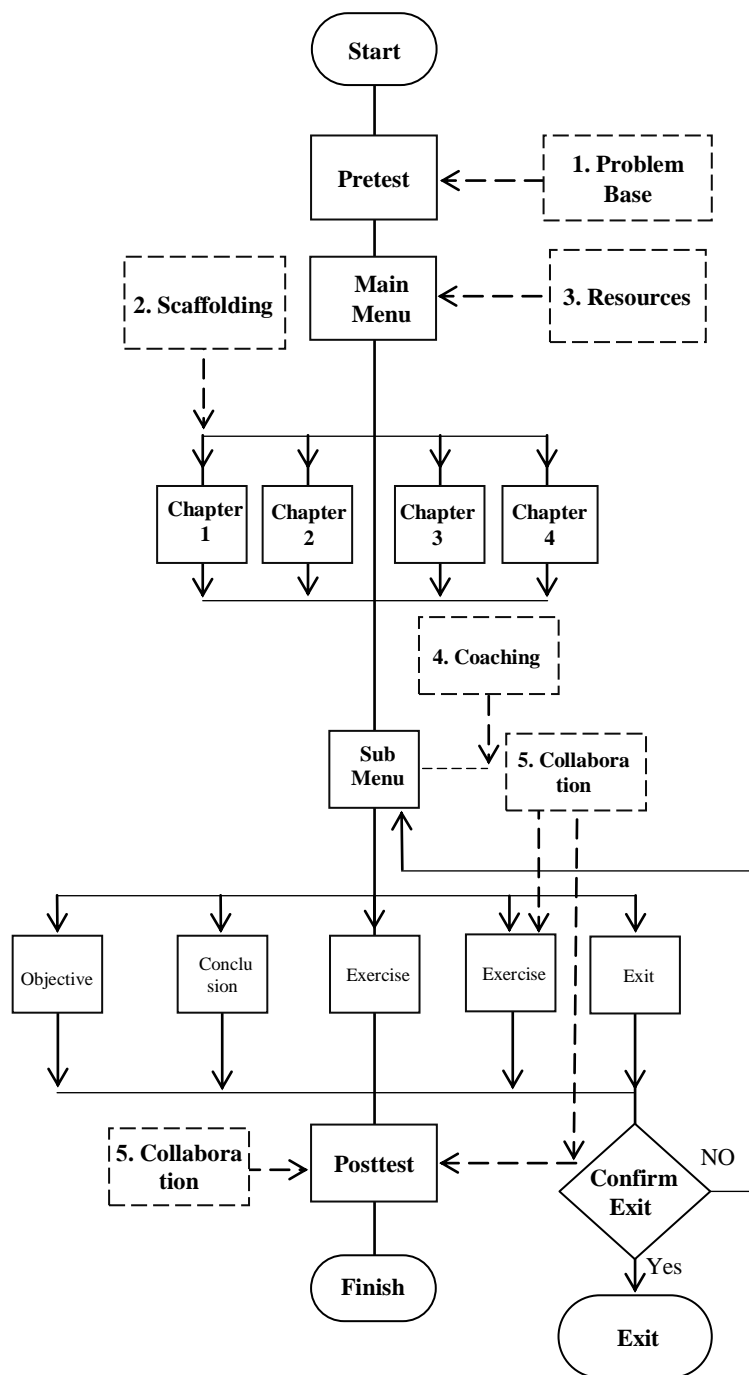 Start
Pretest
1. Problem
Base
2. Scaffolding
Main
Menu
3. Resources
Chapter
1
Chapter
2
Chapter
3
Chapter
4
4. Coaching
Sub
Menu
5. Collabora
tion
Objective
Conclu
sion
Exercise
Exercise
Exit
5. Collabora
tion
Posttest
Confirm
Exit
NO
Yes
Finish
Exit